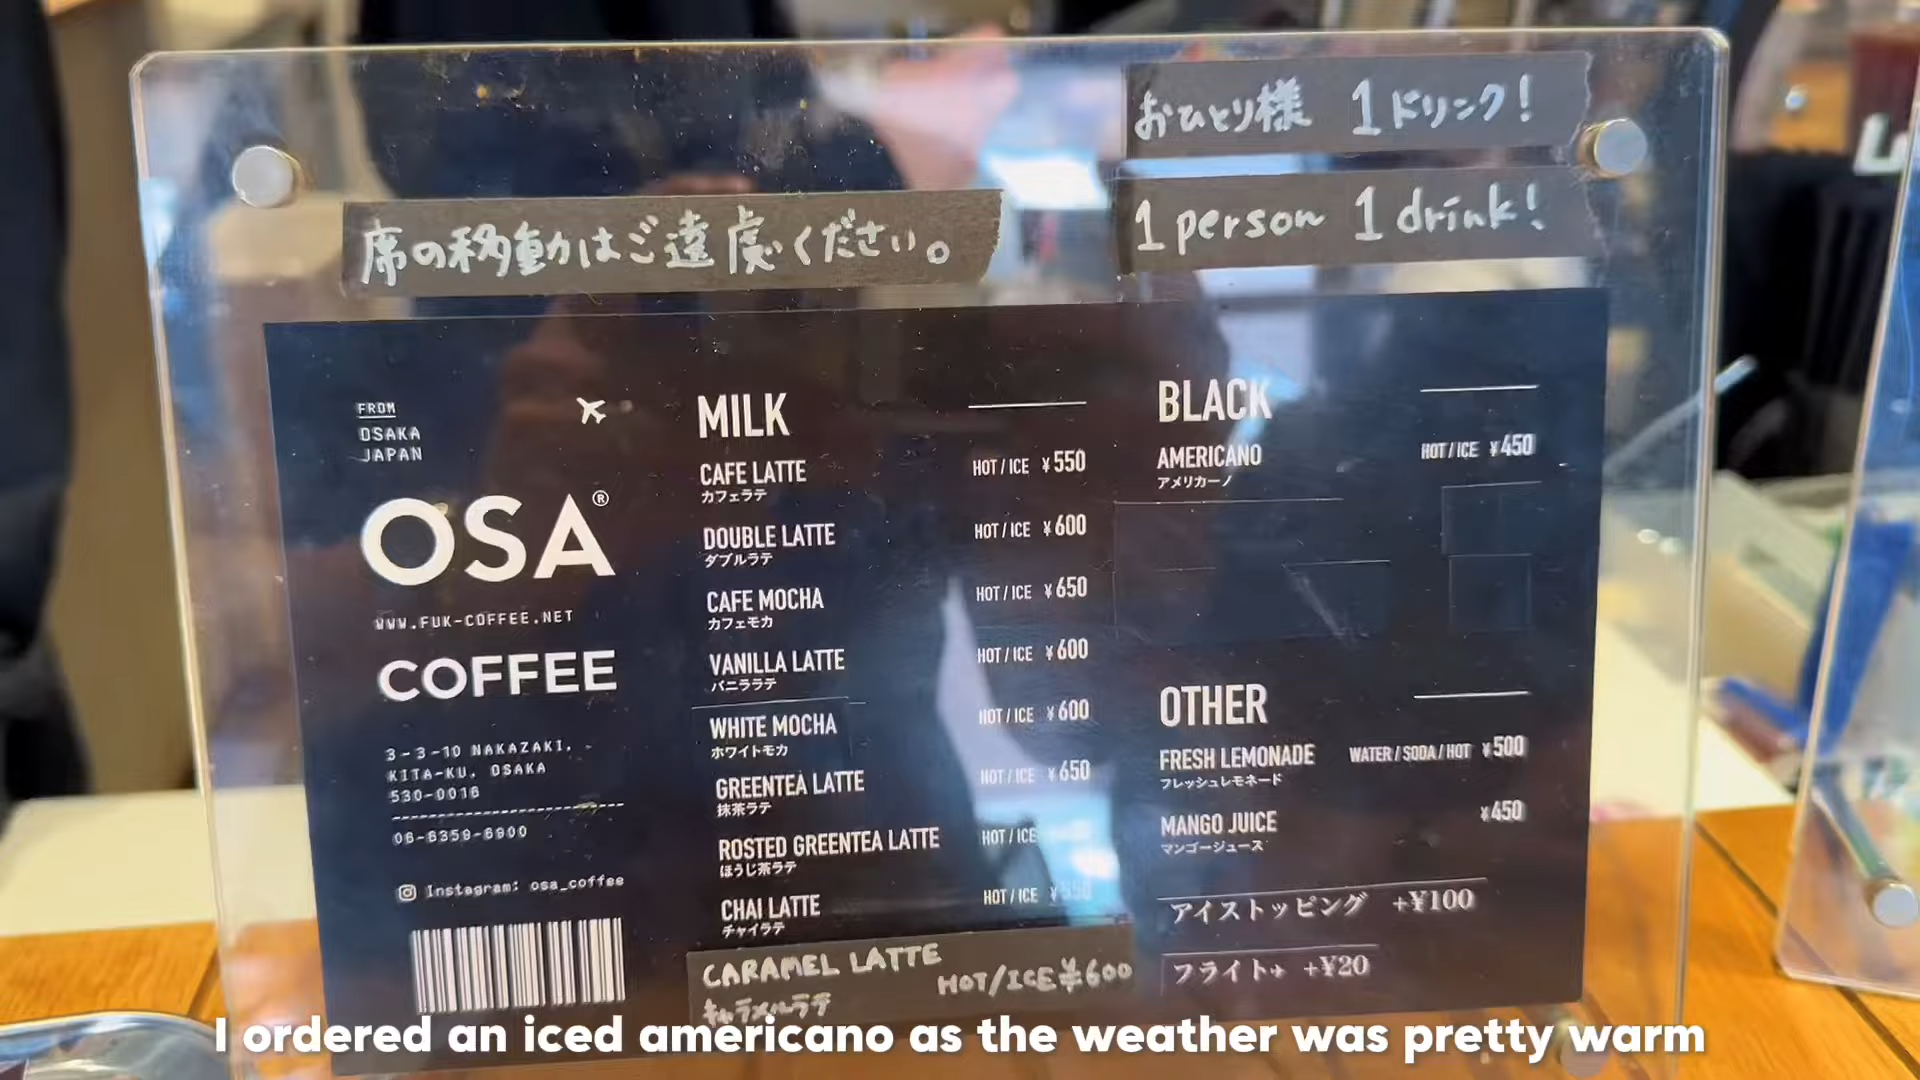 おひとり様 1ドリンク!
1 person 1 drink!
席の移動はご遠慮ください。
FROM
OSAKA
JAPAN
OSA®
WWW.FUK-COFFEE.NET
COFFEE
3-3-10 NAKAZAKI,
KITA-KU, OSAKA
530-0016
06-6359-6900
Instagram: osa_coffee
MILK
CAFE LATTE HOT / ICE ¥550
カフェラテ
DOUBLE LATTE HOT / ICE ¥600
ダブルラテ
CAFE MOCHA HOT / ICE ¥650
カフェモカ
VANILLA LATTE HOT / ICE ¥600
バニララテ
WHITE MOCHA HOT / ICE ¥600
ホワイトモカ
GREENTEA LATTE HOT / ICE ¥650
抹茶ラテ
ROSTED GREENTEA LATTE HOT / ICE
ほうじ茶ラテ
CHAI LATTE HOT / ICE ¥550
チャイラテ
CARAMEL LATTE HOT/ICE ¥600
キャラメルラテ
BLACK
AMERICANO HOT / ICE ¥450
アメリカーノ
OTHER
FRESH LEMONADE WATER / SODA / HOT ¥500
フレッシュレモネード
MANGO JUICE ¥450
マンゴージュース
アイストッピング +¥100
フライト✈ +¥20
I ordered an iced americano as the weather was pretty warm